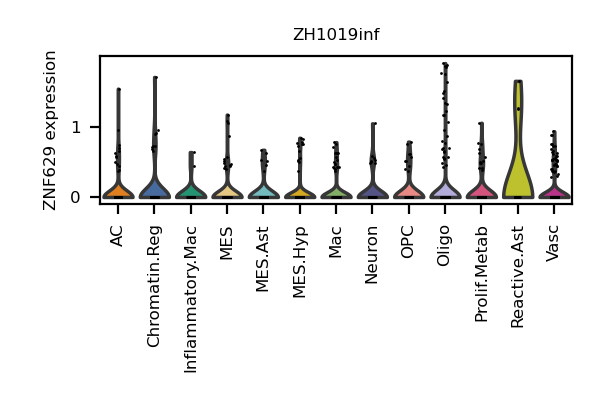 ZH1019inf
ZNF629 expression
1
0
AC
Chromatin.Reg
Inflammatory.Mac
MES
MES.Ast
MES.Hyp
Mac
Neuron
OPC
Oligo
Prolif.Metab
Reactive.Ast
Vasc